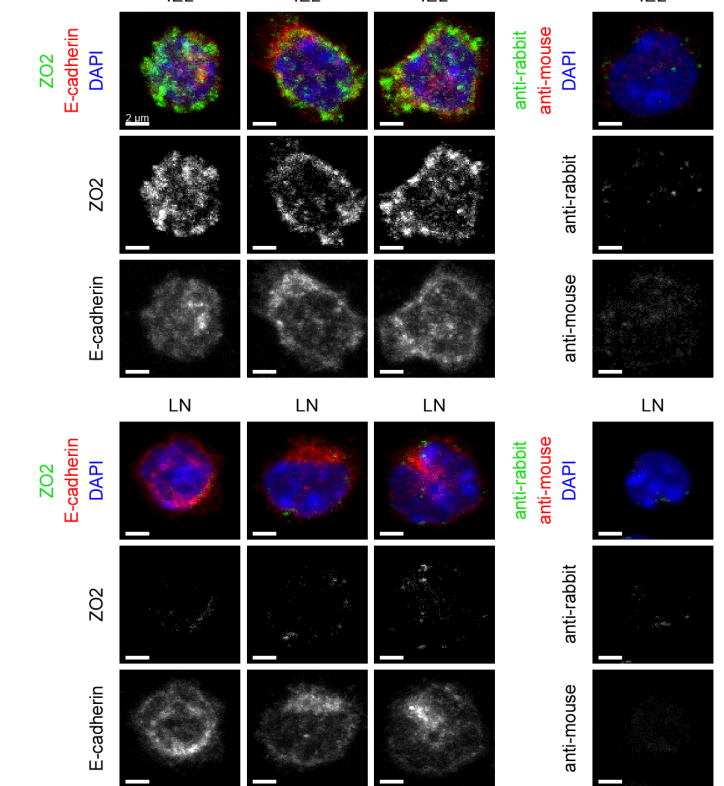 ZO2
E-cadherin
DAPI
anti-rabbit
anti-mouse
DAPI
2 µm
ZO2
anti-rabbit
E-cadherin
anti-mouse
LN
LN
LN
LN
ZO2
E-cadherin
DAPI
anti-rabbit
anti-mouse
DAPI
ZO2
anti-rabbit
E-cadherin
anti-mouse